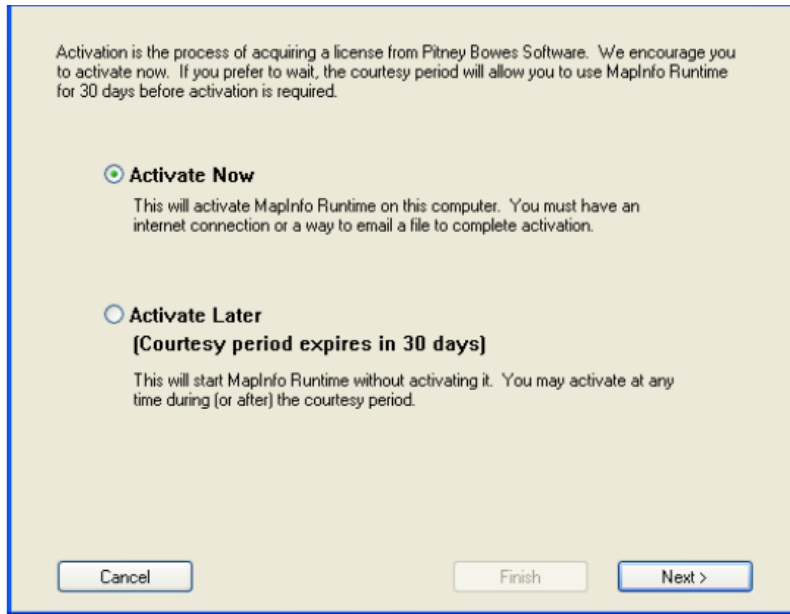 Activation is the process of acquiring a license from Pitney Bowes Software. We encourage you
to activate now. If you prefer to wait, the courtesy period will allow you to use MapInfo Runtime
for 30 days before activation is required.
Activate Now
This will activate MapInfo Runtime on this computer. You must have an
internet connection or a way to email a file to complete activation.
Activate Later
(Courtesy period expires in 30 days)
This will start MapInfo Runtime without activating it. You may activate at any
time during (or after) the courtesy period.
Cancel Finish Next >